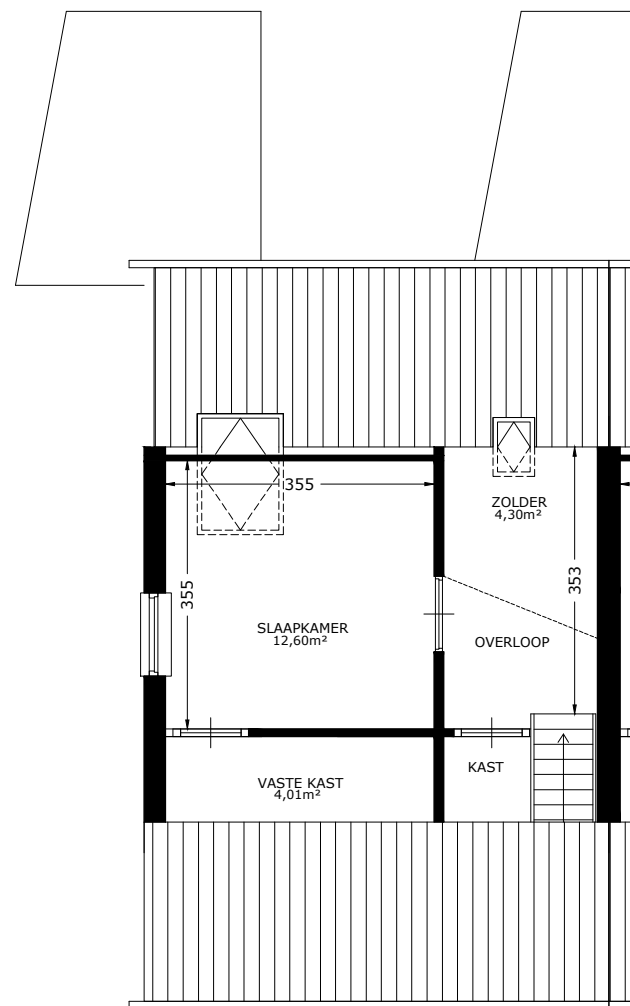 355
ZOLDER
4,30m²
355
353
SLAAPKAMER
12,60m²
OVERLOOP
KAST
VASTE KAST
4,01m²